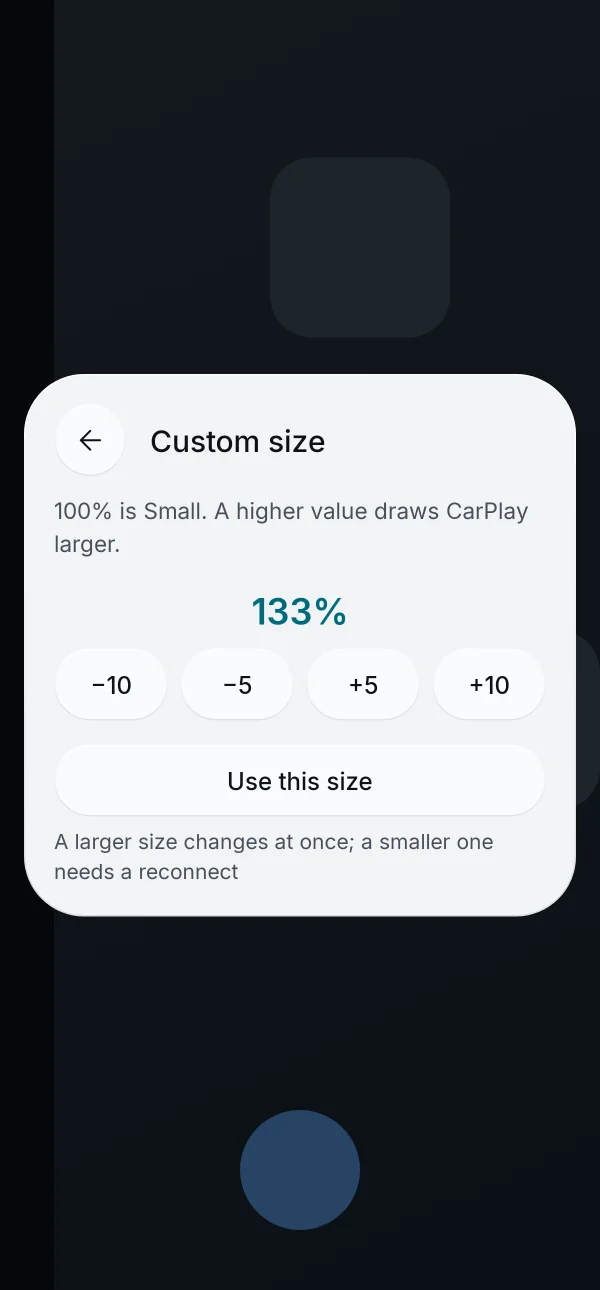 Custom size
100% is Small. A higher value draws CarPlay
larger.
133%
−10
−5
+5
+10
Use this size
A larger size changes at once; a smaller one
needs a reconnect